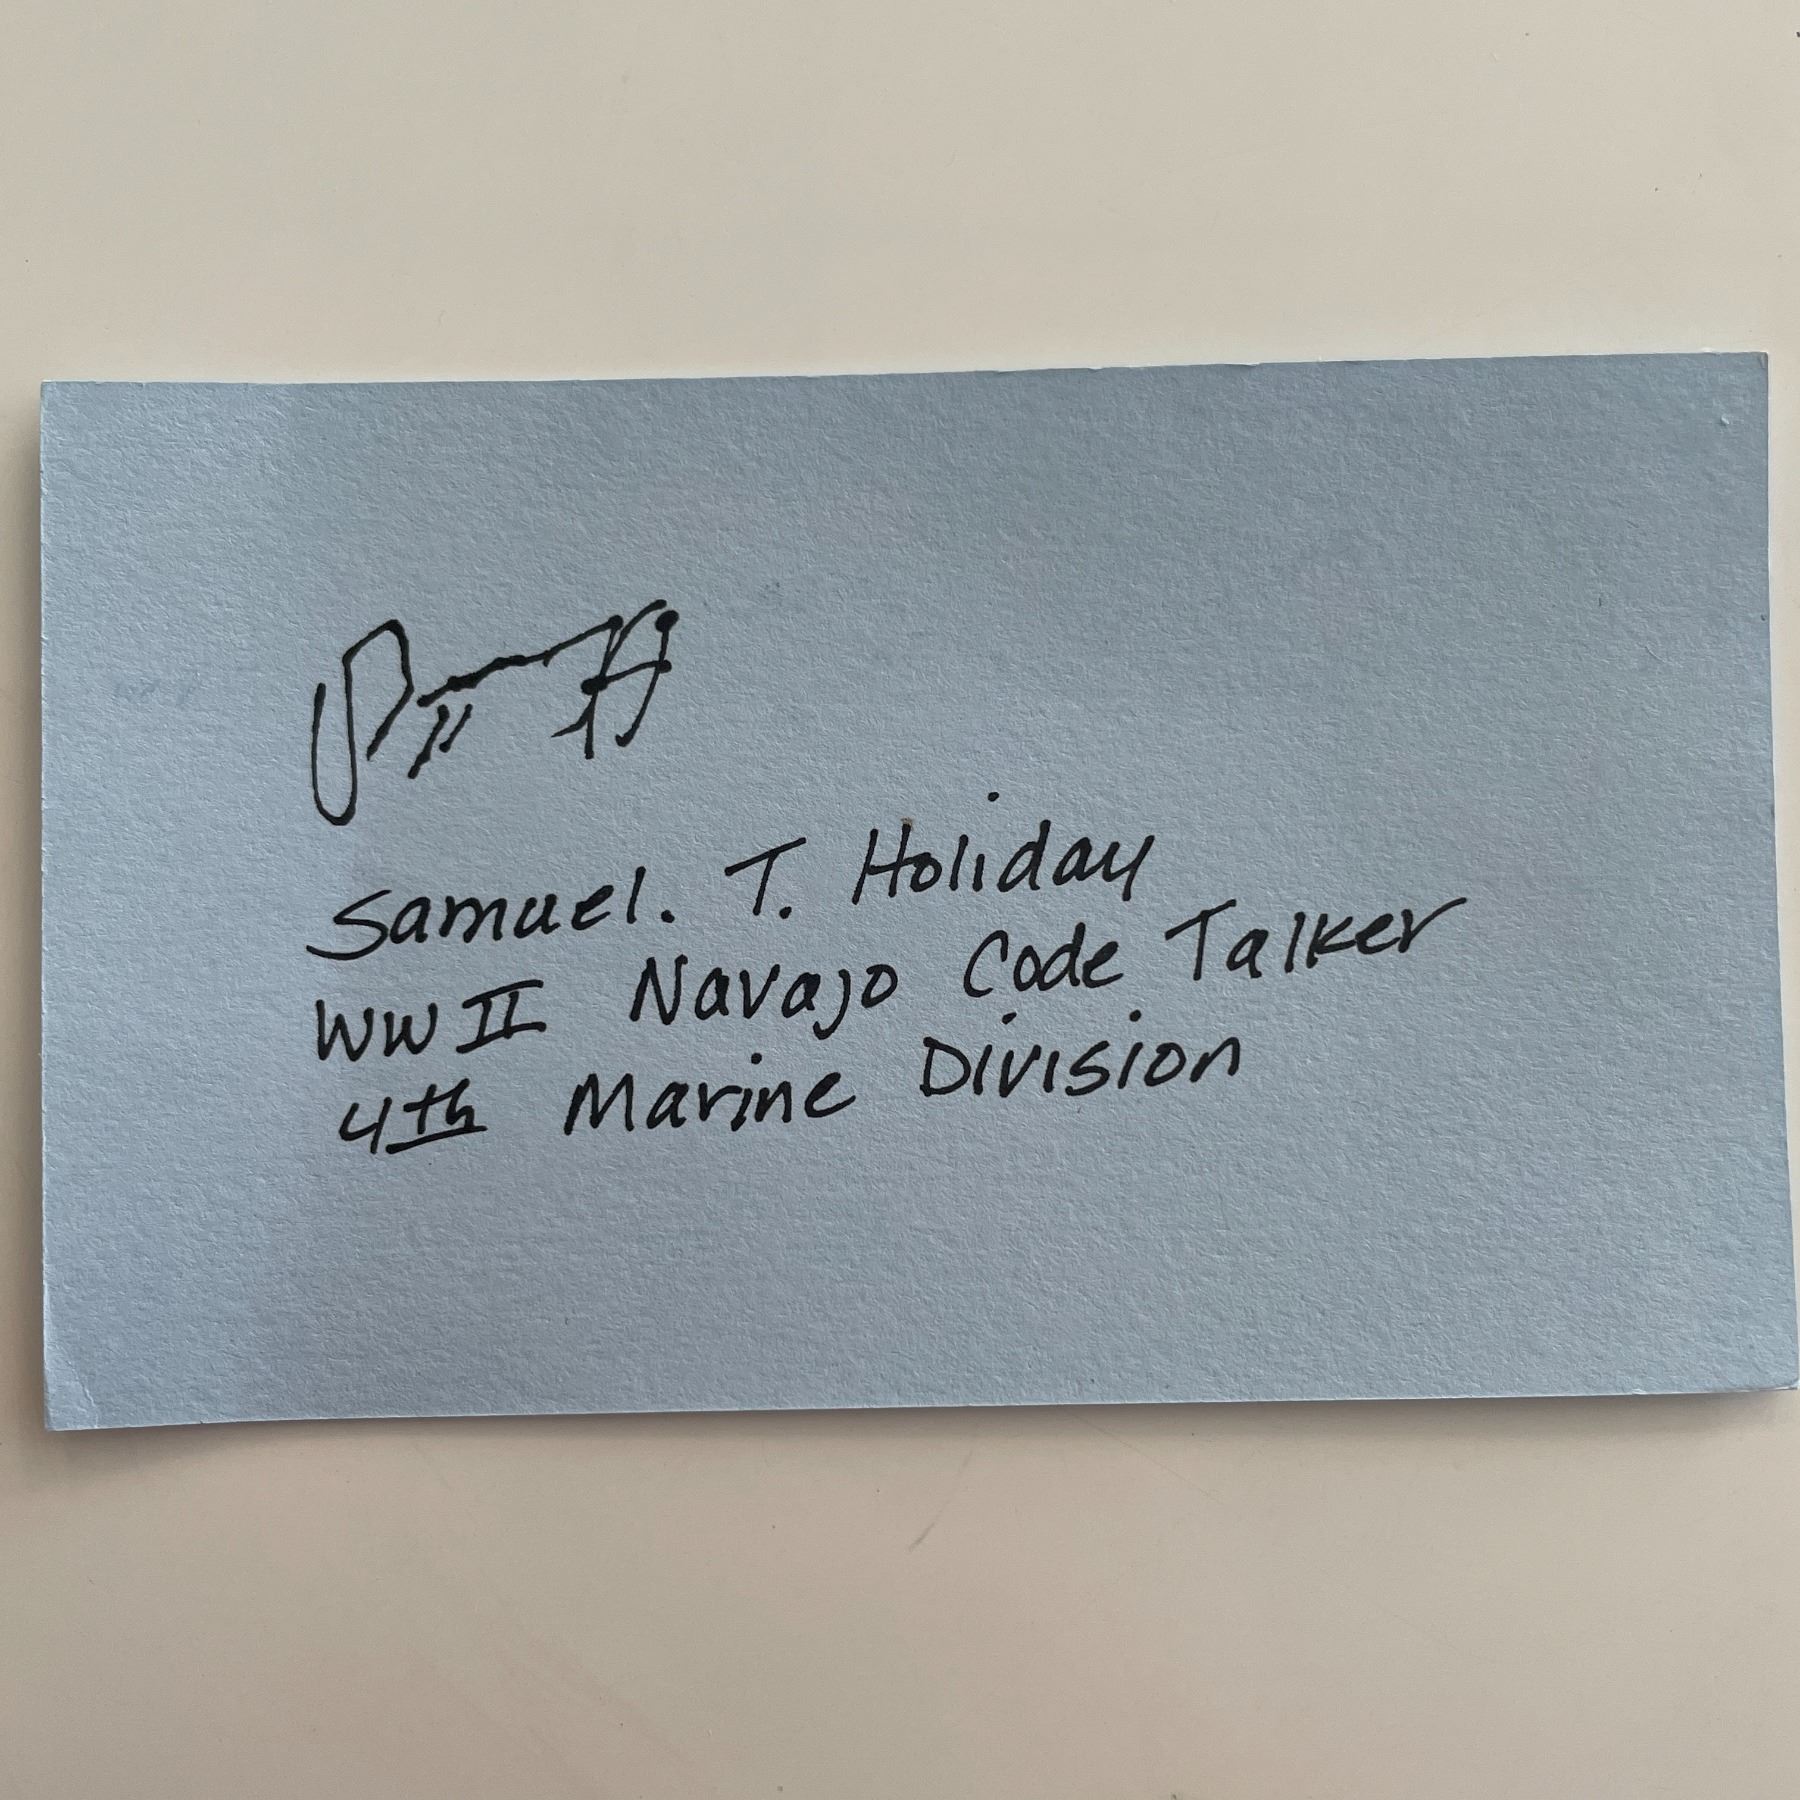 Samuel. T. Holiday
WW II Navajo Code Talker
4th Marine Division